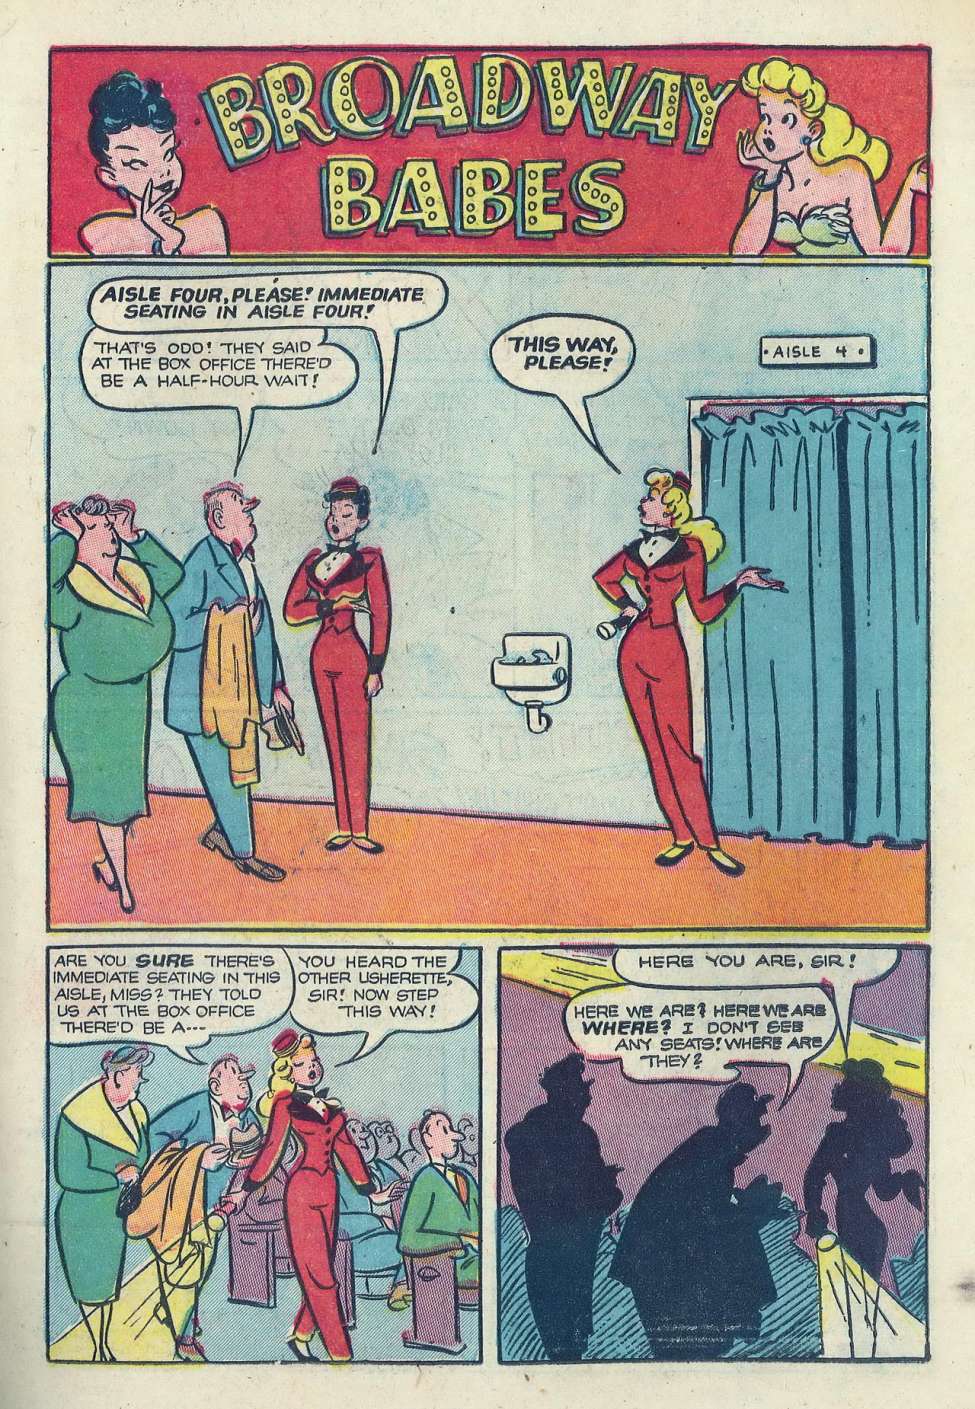 BROADWAY
BABES
AISLE FOUR, PLEASE! IMMEDIATE
SEATING IN AISLE FOUR!
THAT'S ODD! THEY SAID
AT THE BOX OFFICE THERE'D
BE A HALF-HOUR WAIT!
THIS WAY,
PLEASE!
AISLE 4
ARE YOU SURE THERE'S
IMMEDIATE SEATING IN THIS
AISLE, MISS? THEY TOLD
US AT THE BOX OFFICE
THERE'D BE A---
YOU HEARD THE
OTHER USHERETTE,
SIR! NOW STEP
THIS WAY!
HERE YOU ARE, SIR!
HERE WE ARE? HERE WE ARE
WHERE? I DON'T SEE
ANY SEATS! WHERE ARE
THEY?